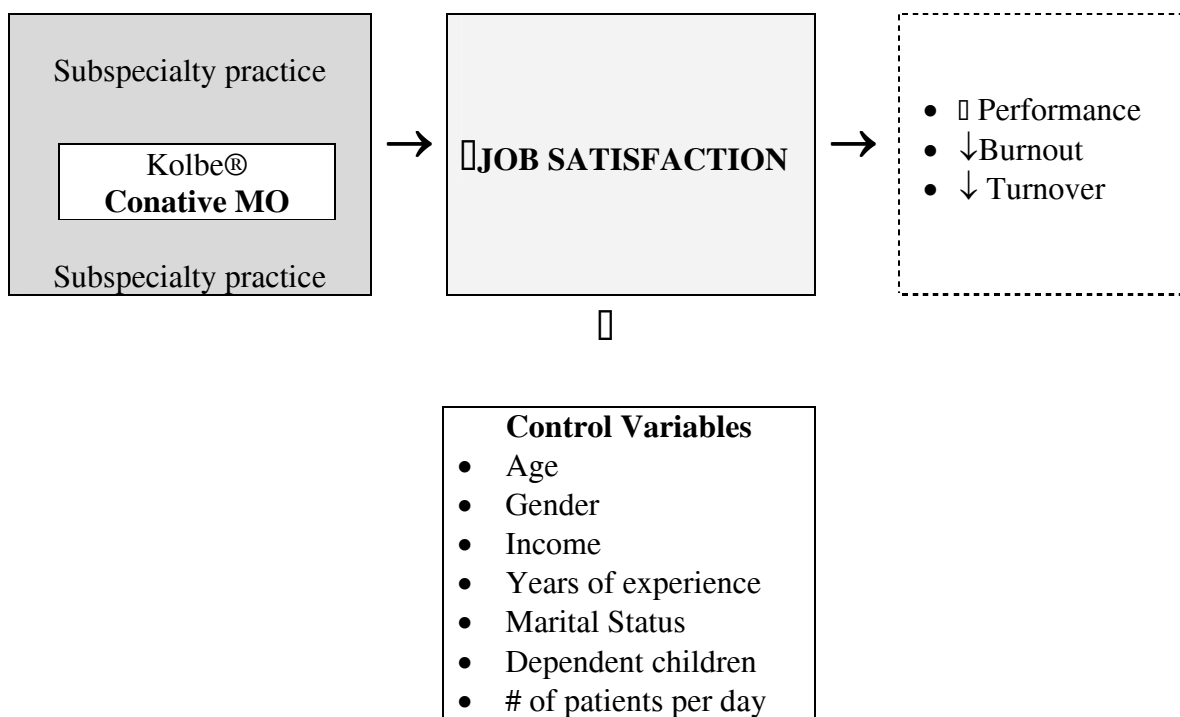 Subspecialty practice
Kolbe®
Conative MO
Subspecialty practice
→
▯JOB SATISFACTION
▯
→
• ▯ Performance
• ↓Burnout
• ↓ Turnover
Control Variables
• Age
• Gender
• Income
• Years of experience
• Marital Status
• Dependent children
• # of patients per day